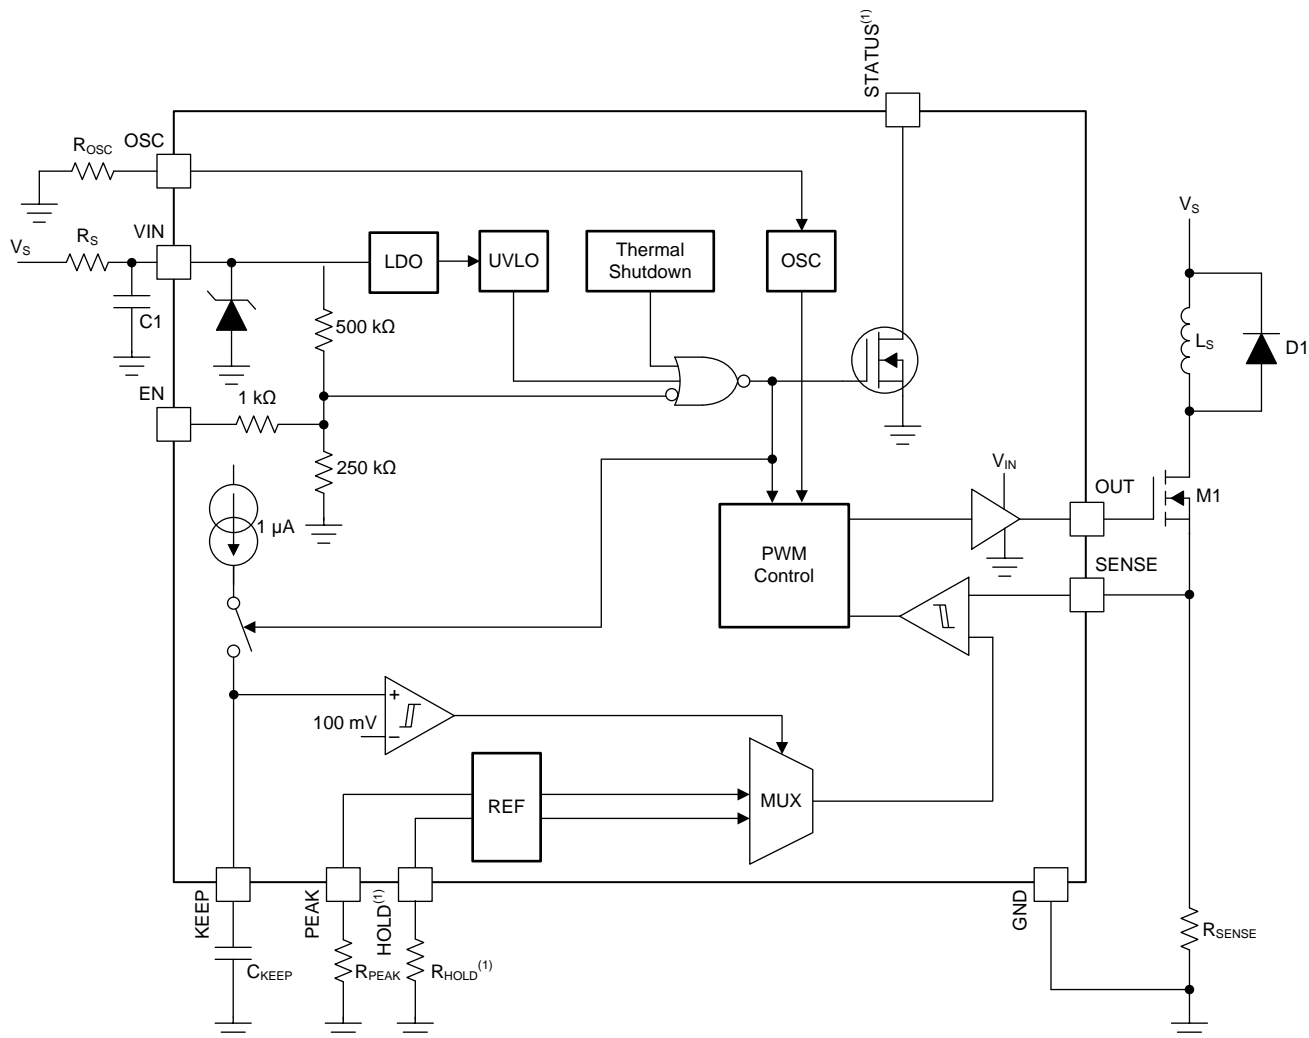 STATUS(1)
OSC
ROSC
VIN
VS
RS
C1
LDO
UVLO
Thermal
Shutdown
OSC
VS
LS
D1
500 kΩ
EN
1 kΩ
250 kΩ
1 µA
VIN
OUT
M1
PWM
Control
SENSE
+
100 mV
−
REF
MUX
KEEP
PEAK
HOLD(1)
GND
CKEEP
RPEAK
RHOLD(1)
RSENSE